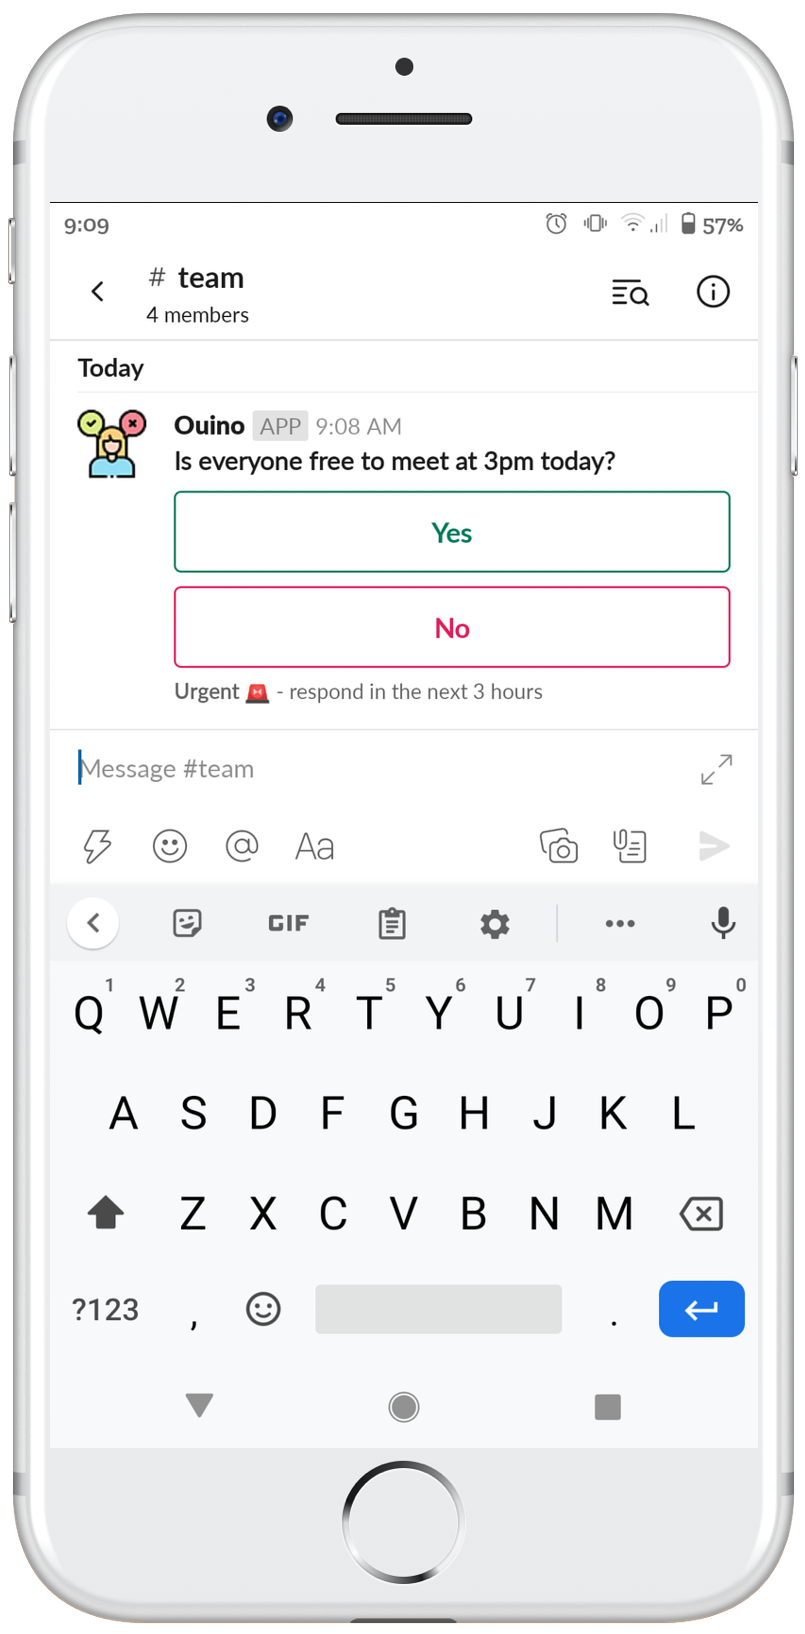 9:09 57%
# team
4 members
Today
Ouino APP 9:08 AM
Is everyone free to meet at 3pm today?
Yes
No
Urgent 🚨 - respond in the next 3 hours
Message #team
@ Aa
GIF
1 2 3 4 5 6 7 8 9 0
Q W E R T Y U I O P
A S D F G H J K L
Z X C V B N M
?123 , .